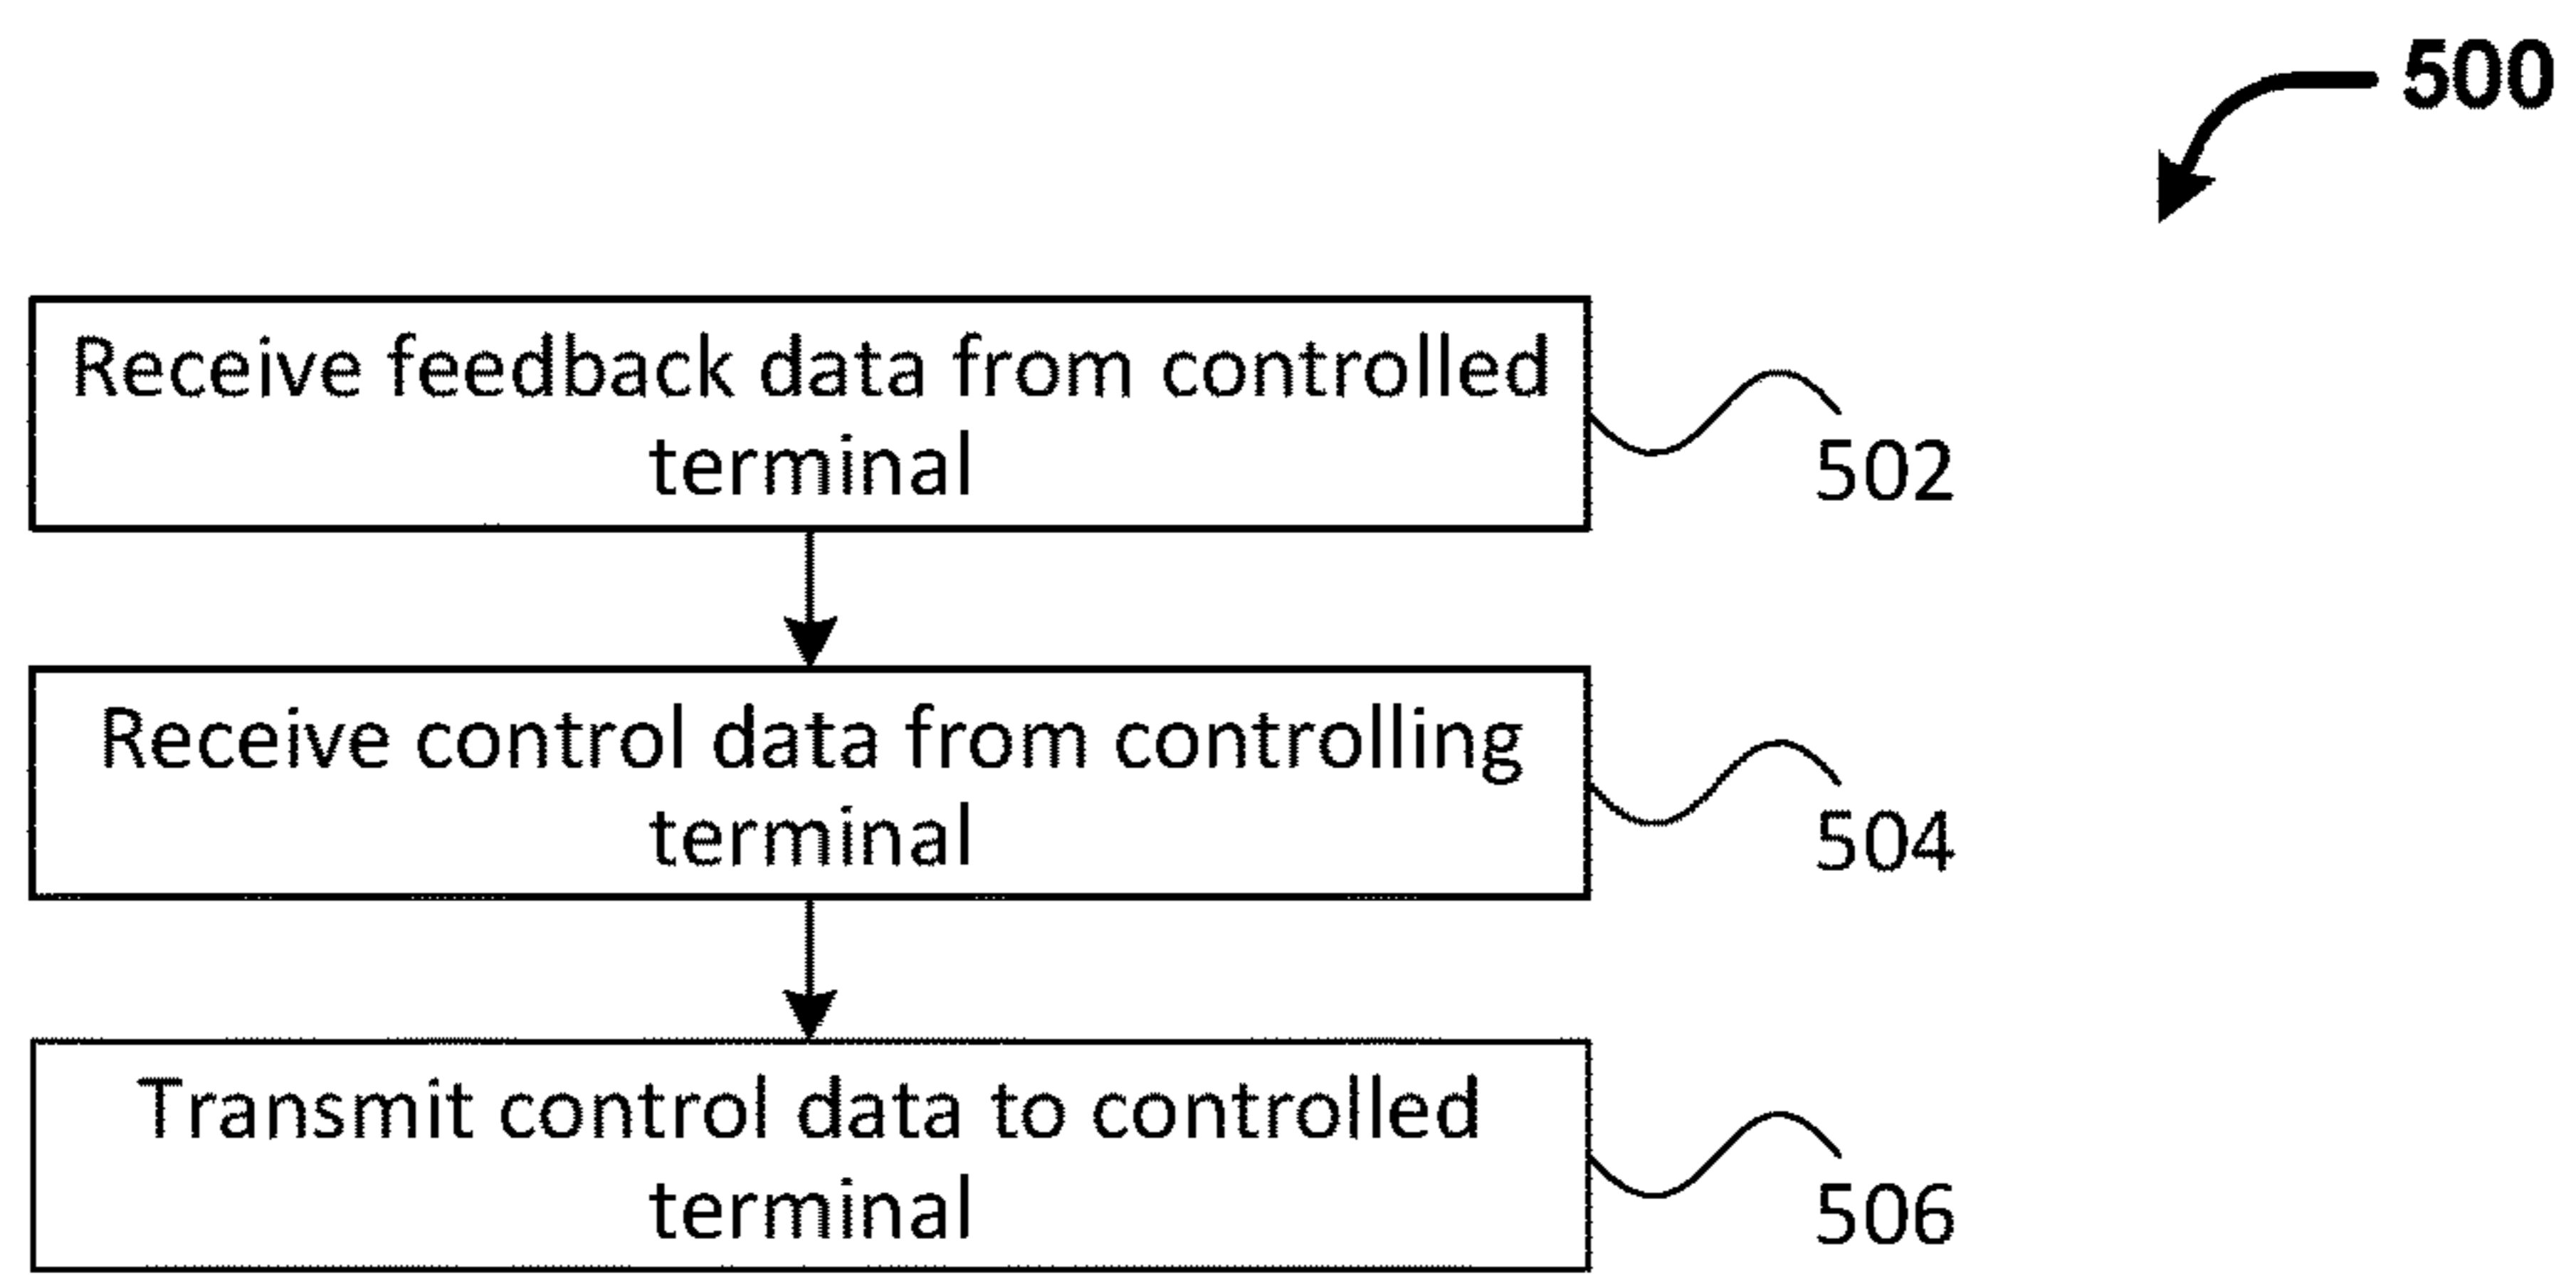 500
Receive feedback data from controlled
terminal
502
Receive control data from controlling
terminal
504
Transmit control data to controlled
terminal
506